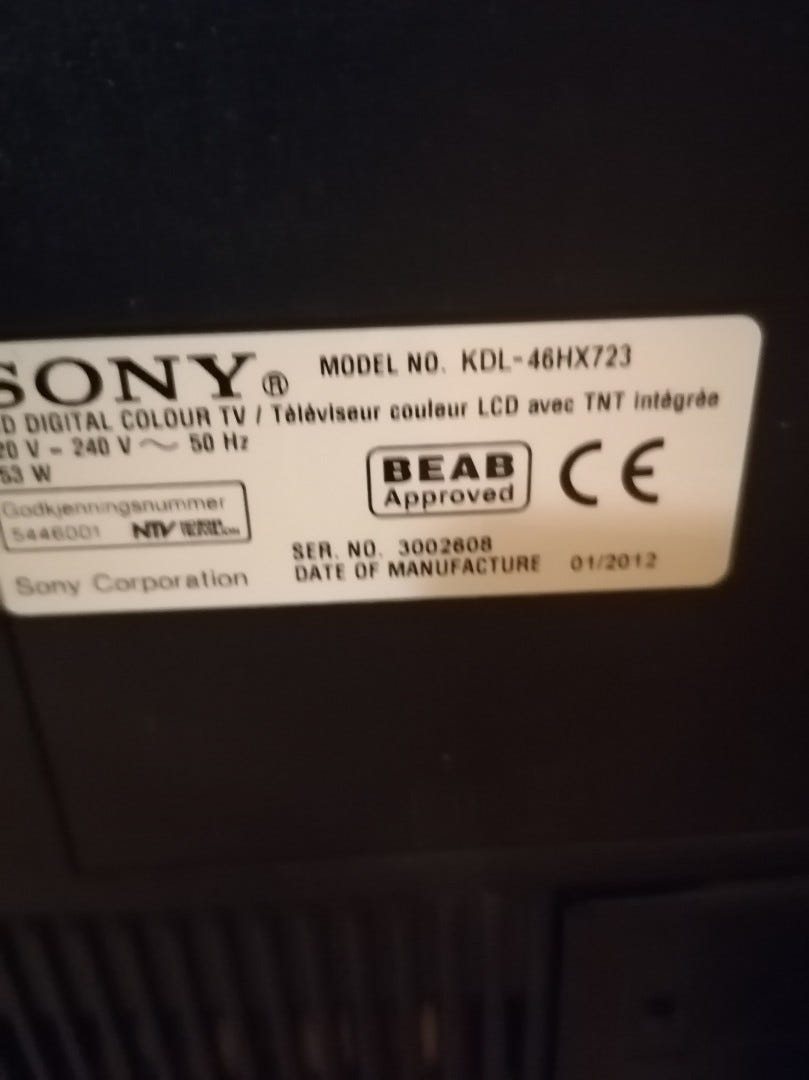 SONY®
MODEL NO. KDL-46HX723
D DIGITAL COLOUR TV / Téléviseur couleur LCD avec TNT intégrée
20 V - 240 V ~ 50 Hz
53 W
BEAB
Approved
CE
Godkjenningsnummer
5446001 NTV
SER. NO. 3002608
DATE OF MANUFACTURE 01/2012
Sony Corporation